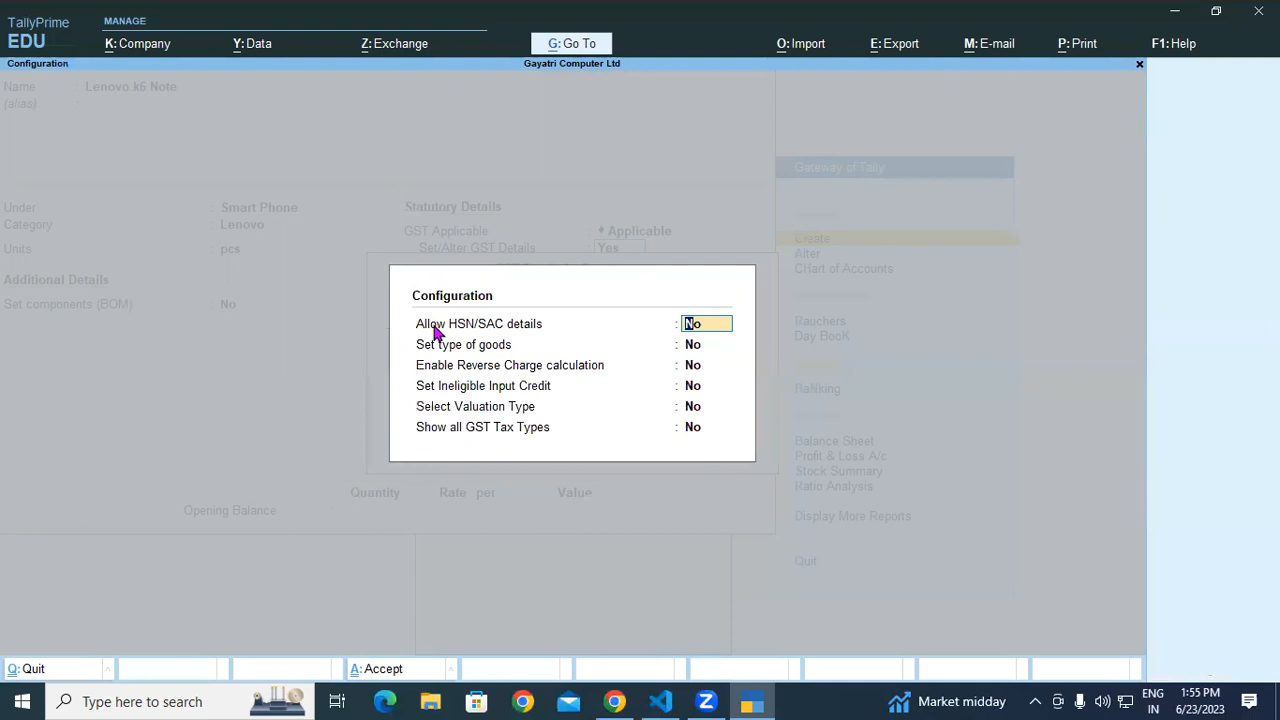 TallyPrime
EDU
MANAGE
K: Company
Y: Data
Z: Exchange
G: Go To
O: Import
E: Export
M: E-mail
P: Print
F1: Help
Configuration
Gayatri Computer Ltd
×
Name : Lenovo k6 Note
(alias)
Under : Smart Phone
Category : Lenovo
Units : pcs
Additional Details
Set components (BOM) : No
Statutory Details
GST Applicable : ♦ Applicable
Set/Alter GST Details : Yes
Configuration
Allow HSN/SAC details : No
Set type of goods : No
Enable Reverse Charge calculation : No
Set Ineligible Input Credit : No
Select Valuation Type : No
Show all GST Tax Types : No
Quantity Rate per Value
Opening Balance :
Gateway of Tally
Create
Alter
CHart of Accounts
Day BooK
BaNking
Balance Sheet
Profit & Loss A/c
Stock Summary
Ratio Analysis
Display More Reports
Quit
Q: Quit
A: Accept
Type here to search
Market midday
ENG
IN
1:55 PM
6/23/2023